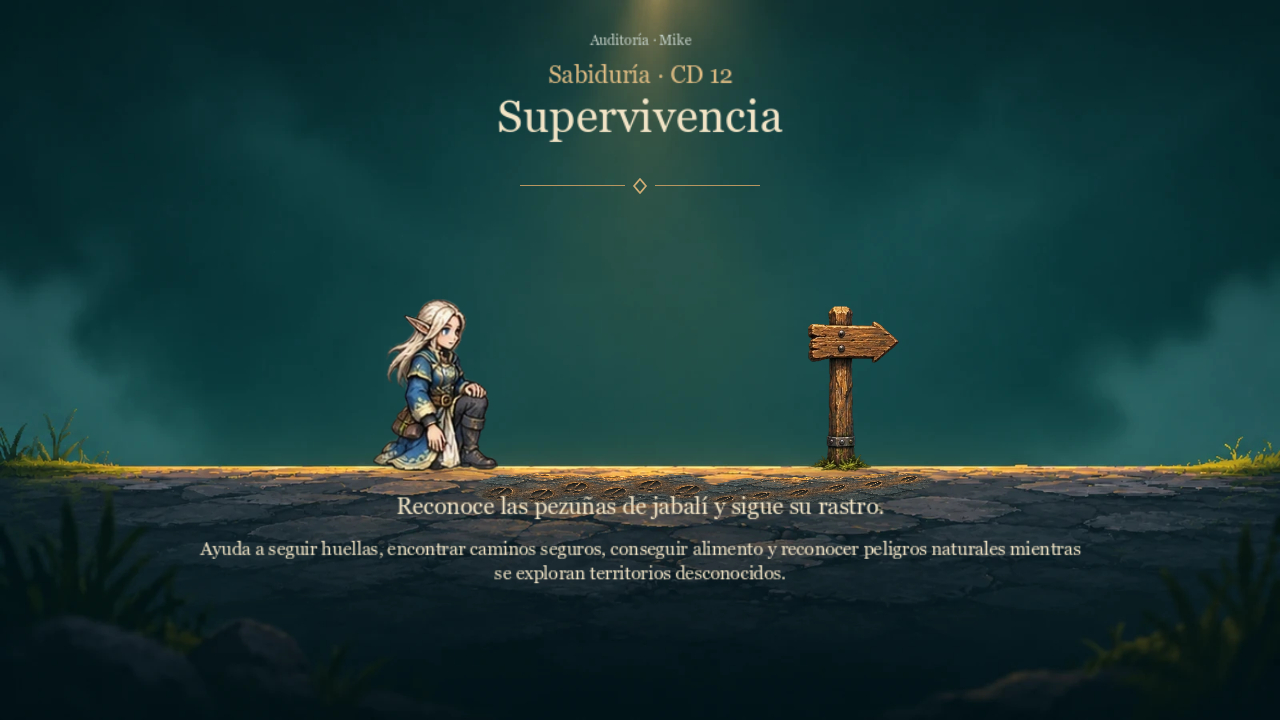 Auditoría · Mike
Sabiduría · CD 12
Supervivencia
Reconoce las pezuñas de jabalí y sigue su rastro.
Ayuda a seguir huellas, encontrar caminos seguros, conseguir alimento y reconocer peligros naturales mientras
se exploran territorios desconocidos.